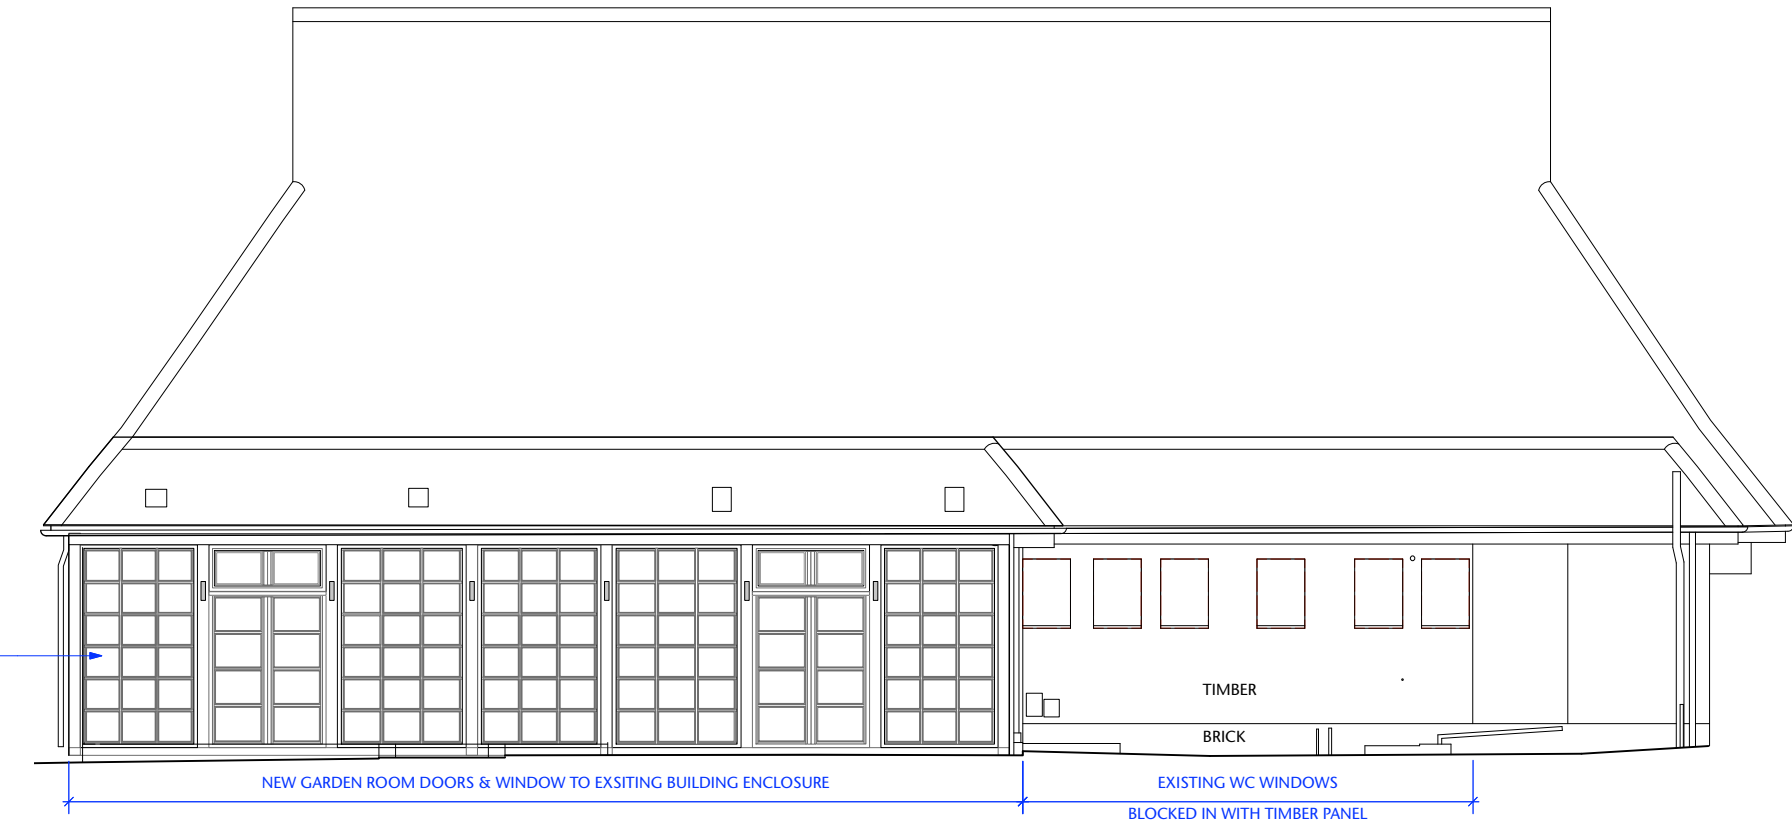 TIMBER
BRICK
NEW GARDEN ROOM DOORS & WINDOW TO EXSITING BUILDING ENCLOSURE
EXISTING WC WINDOWS
BLOCKED IN WITH TIMBER PANEL